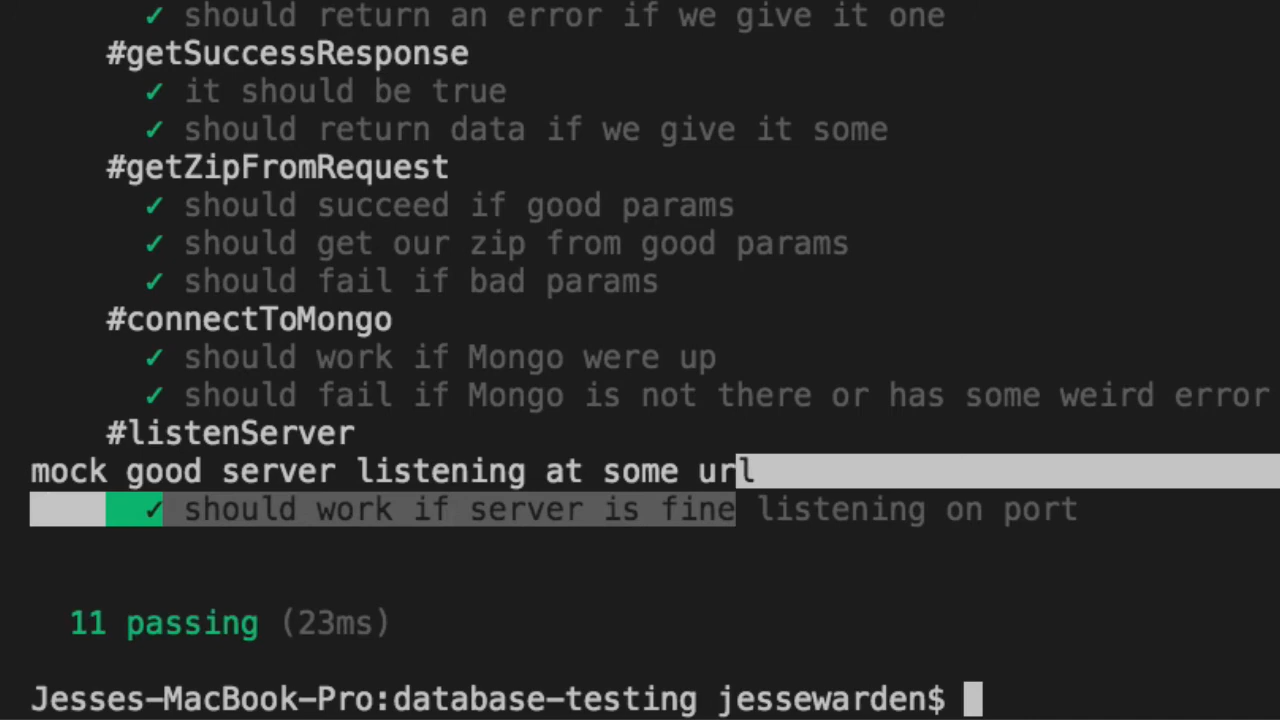 ✓ should return an error if we give it one
#getSuccessResponse
✓ it should be true
✓ should return data if we give it some
#getZipFromRequest
✓ should succeed if good params
✓ should get our zip from good params
✓ should fail if bad params
#connectToMongo
✓ should work if Mongo were up
✓ should fail if Mongo is not there or has some weird error
#listenServer
mock good server listening at some url
✓ should work if server is fine listening on port
11 passing (23ms)
Jesses-MacBook-Pro:database-testing jessewarden$